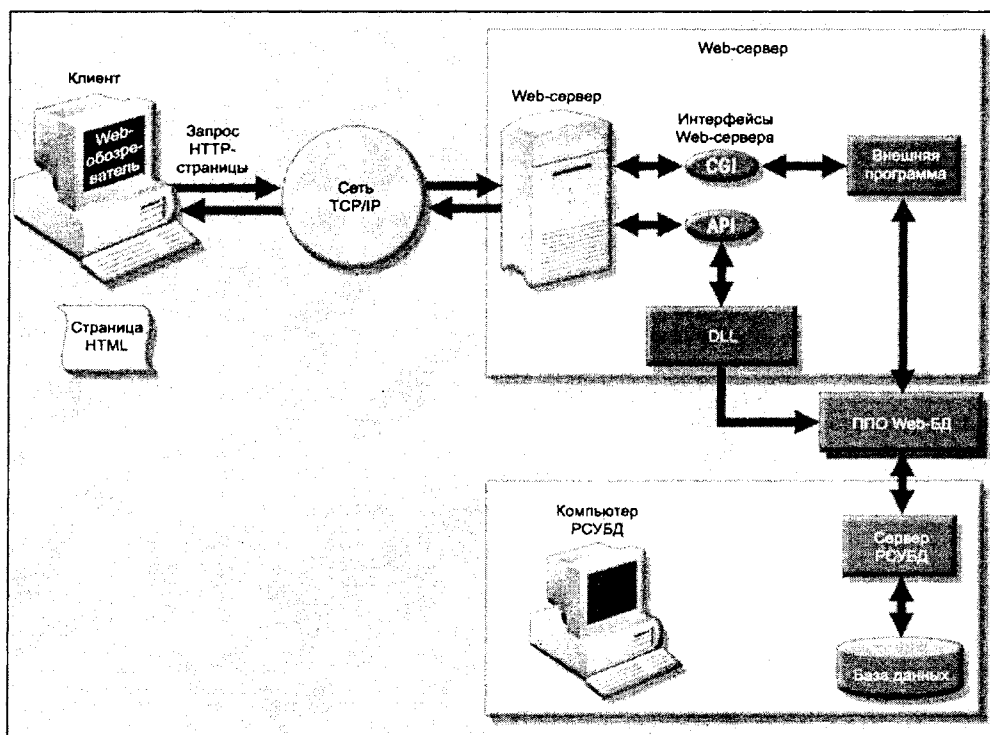 Web-сервер
Клиент
Web-
обозре-
ватель
Запрос
HTTP-
страницы
Сеть
TCP/IP
Web-сервер
Интерфейсы
Web-сервера
CGI
Внешняя
программа
API
DLL
Страница
HTML
ППО Web-БД
Компьютер
РСУБД
Сервер
РСУБД
База данных